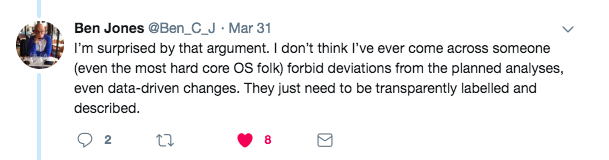 Ben Jones @Ben_C_J · Mar 31
I'm surprised by that argument. I don't think I've ever come across someone
(even the most hard core OS folk) forbid deviations from the planned analyses,
even data-driven changes. They just need to be transparently labelled and
described.
2 8